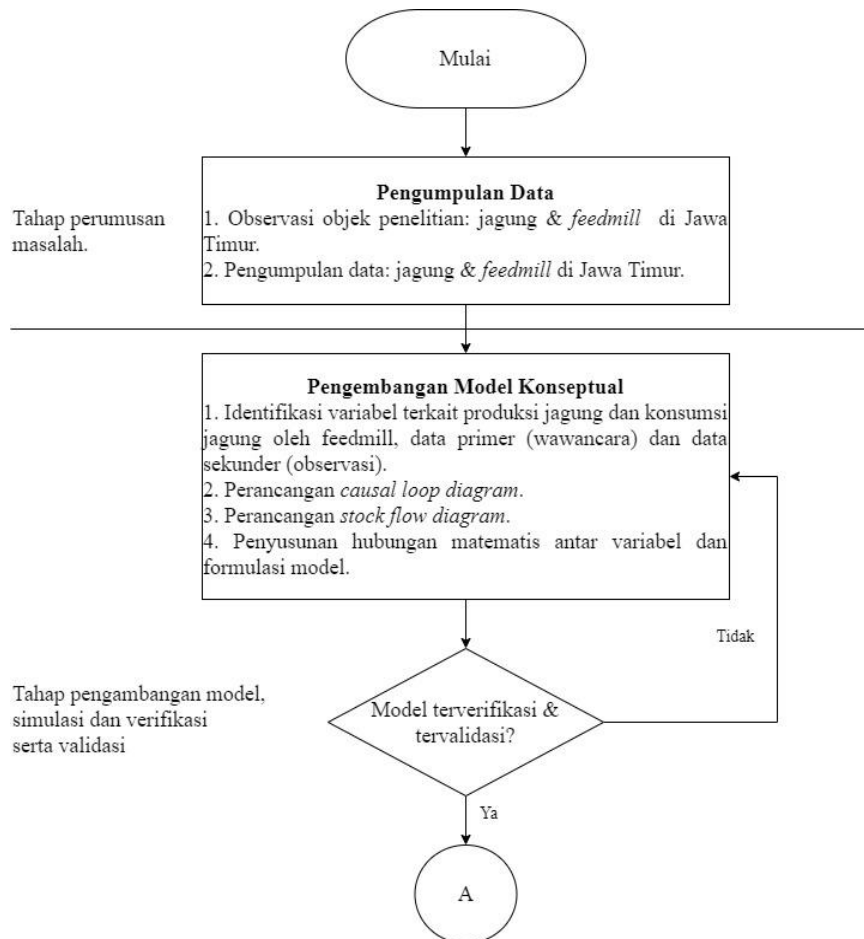 Mulai
Pengumpulan Data
1. Observasi objek penelitian: jagung & feedmill di Jawa
Timur.
2. Pengumpulan data: jagung & feedmill di Jawa Timur.
Tahap perumusan
masalah.
Pengembangan Model Konseptual
1. Identifikasi variabel terkait produksi jagung dan konsumsi
jagung oleh feedmill, data primer (wawancara) dan data
sekunder (observasi).
2. Perancangan causal loop diagram.
3. Perancangan stock flow diagram.
4. Penyusunan hubungan matematis antar variabel dan
formulasi model.
Tidak
Tahap pengambangan model,
simulasi dan verifikasi
serta validasi
Model terverifikasi &
tervalidasi?
Ya
A